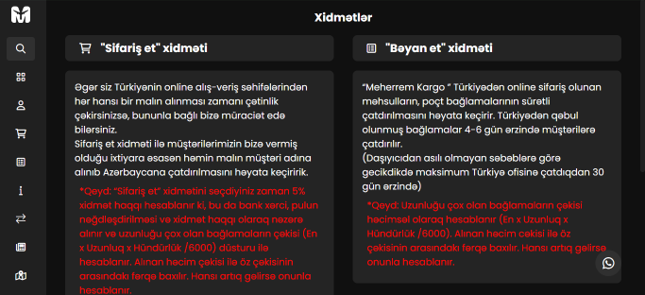 Xidmətlər
"Sifariş et" xidməti
Əgər siz Türkiyənin online alış-veriş səhifələrindən
hər hansı bir malın alınması zamanı çətinlik
çəkirsinizsə, bununla bağlı bizə müraciət edə
bilərsiniz.
Sifariş et xidməti ilə müştərilərimizin bizə vermiş
olduğu ixtiyara əsasən həmin malın müştəri adına
alınıb Azərbaycana çatdırılmasını həyata keçiririk.
*Qeyd: “Sifariş et” xidmətini seçdiyiniz zaman 5%
xidmət haqqı hesablanır ki, bu da bank xərci, pulun
nəğdləşdirilməsi və xidmət haqqı olaraq nəzərə
alınır və uzunluğu çox olan bağlamaların çəkisi (En
x Uzunluq x Hündürlük /6000) düsturu ilə
hesablanır. Alınan həcim çəkisi ilə öz çəkisinin
arasındakı fərqə baxılır. Hansı artıq gəlirsə onunla
hesablanır.
"Bəyan et" xidməti
“Meherrem Kargo ” Türkiyədən online sifariş olunan
məhsulların, poçt bağlamalarının sürətli
çatdırılmasını həyata keçirir. Türkiyədən qəbul
olunmuş bağlamalar 4-6 gün ərzində müştərilərə
çatdırılır.
(Daşıyıcıdan asılı olmayan səbəblərə görə
gecikdikdə maksimum Türkiyə ofisinə çatdıqdan 30
gün ərzində)
*Qeyd: Uzunluğu çox olan bağlamaların çəkisi
həcimsəl olaraq hesablanır (En x Uzunluq x
Hündürlük /6000). Alınan həcim çəkisi ilə öz
çəkisinin arasındakı fərqə baxılır. Hansı artıq gəlirsə
onunla hesablanır.